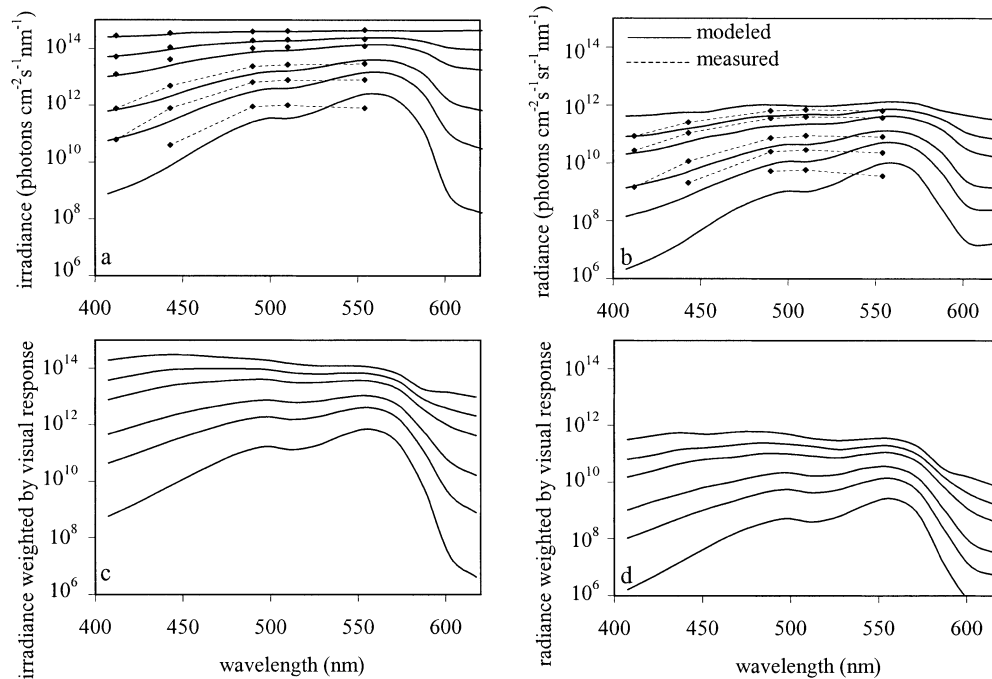 irradiance (photons cm⁻²s⁻¹nm⁻¹)
10¹⁴
10¹²
10¹⁰
10⁸
10⁶
a
400 450 500 550 600
radiance (photons cm⁻²s⁻¹sr⁻¹nm⁻¹)
10¹⁴
10¹²
10¹⁰
10⁸
10⁶
modeled
measured
b
400 450 500 550 600
irradiance weighted by visual response
10¹⁴
10¹²
10¹⁰
10⁸
10⁶
c
400 450 500 550 600
wavelength (nm)
radiance weighted by visual response
10¹⁴
10¹²
10¹⁰
10⁸
10⁶
d
400 450 500 550 600
wavelength (nm)